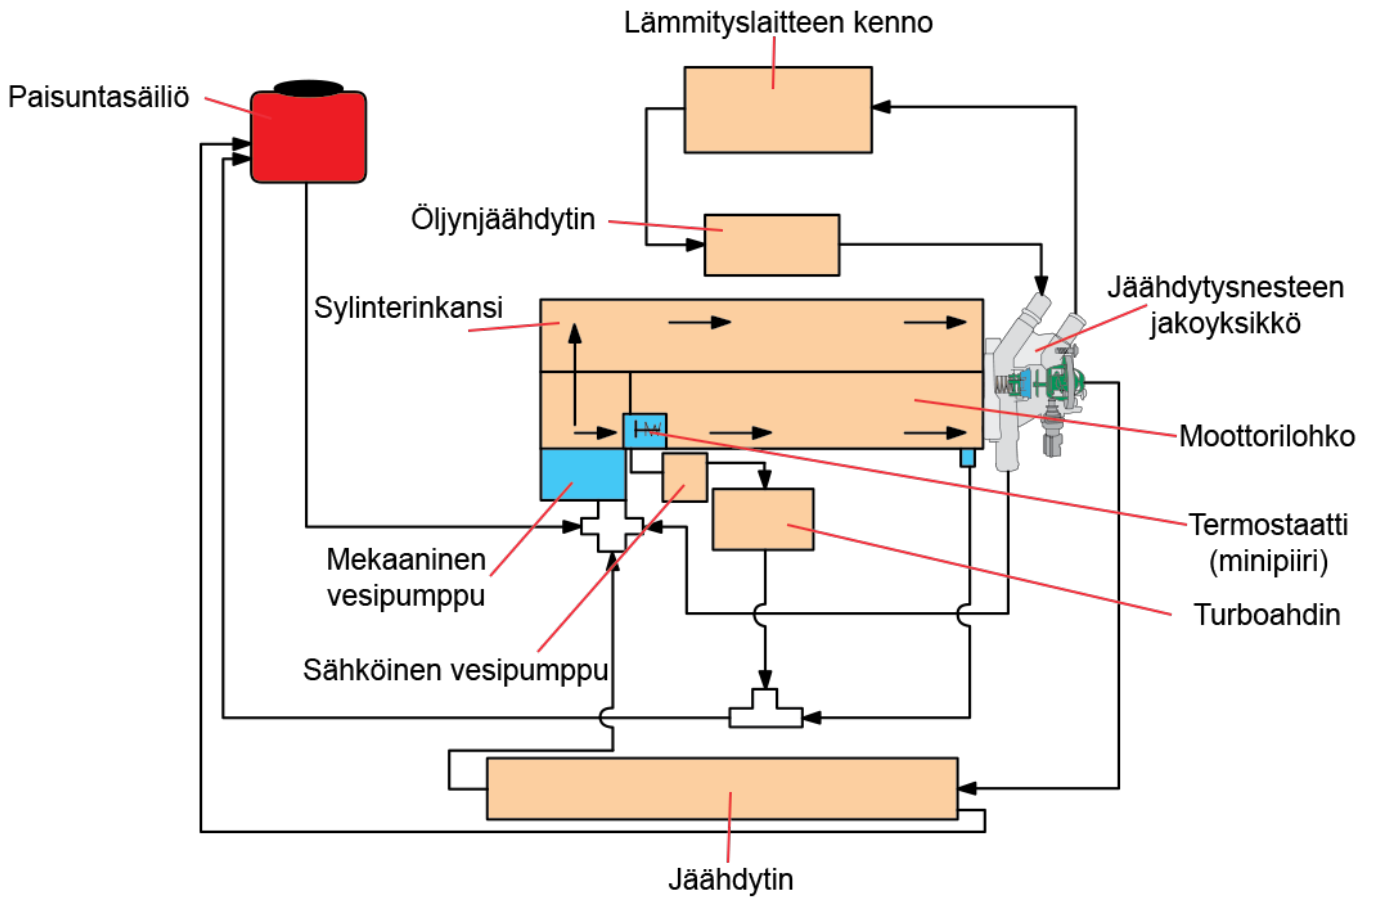 Lämmityslaitteen kenno
Paisuntasäiliö
Öljynjäähdytin
Sylinterinkansi
Jäähdytysnesteen
jakoyksikkö
Moottorilohko
Termostaatti
(minipiiri)
Mekaaninen
vesipumppu
Turboahdin
Sähköinen vesipumppu
Jäähdytin